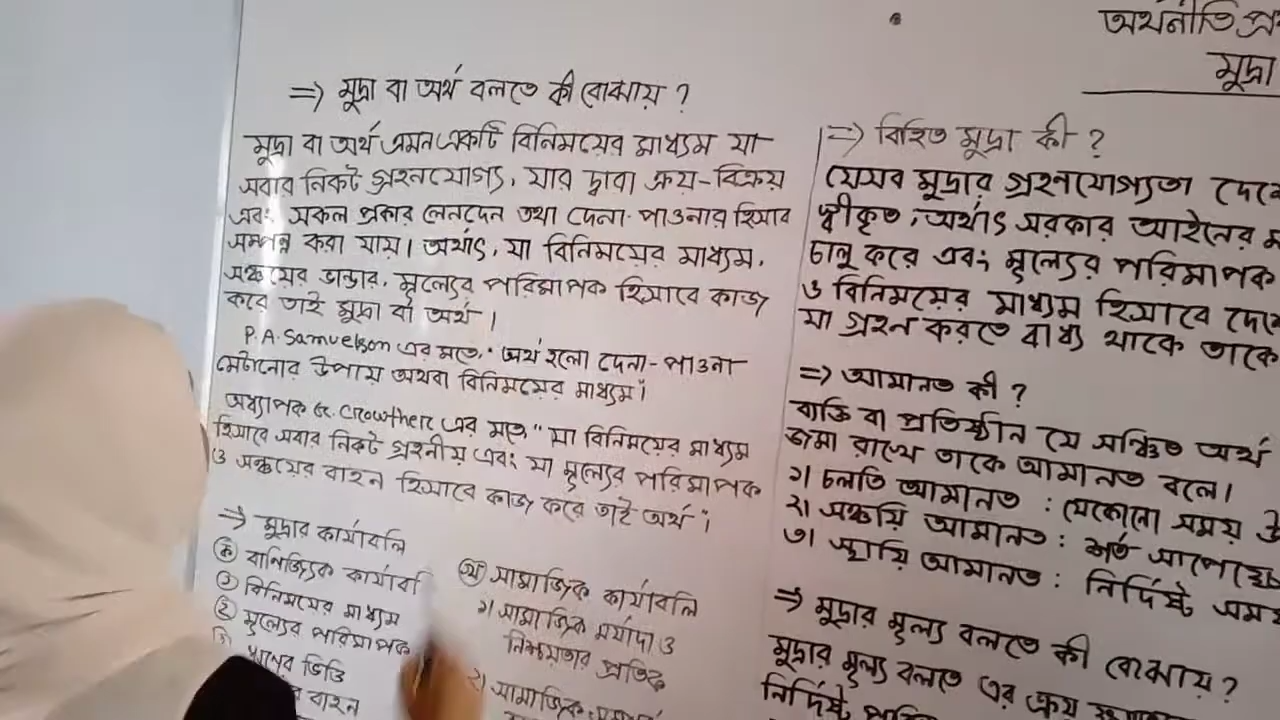 অর্থনীতি
মুদ্রা
=> মুদ্রা বা অর্থ বলতে কী বোঝায় ?
মুদ্রা বা অর্থ এমন একটি বিনিময়ের মাধ্যম যা
সবার নিকট গ্রহনযোগ্য, যার দ্বারা ক্রয়-বিক্রয়
এবং সকল প্রকার লেনদেন তথা দেনা-পাওনার হিসাব
সম্পন্ন করা যায়। অর্থাৎ, যা বিনিময়ের মাধ্যম,
সঞ্চয়ের ভান্ডার, মূল্যের পরিমাপক হিসাবে কাজ
করে তাই মুদ্রা বা অর্থ।
P.A. Samuelson এর মতে, "অর্থ হলো দেনা-পাওনা
মেটানোর উপায় অথবা বিনিময়ের মাধ্যম"।
অধ্যাপক G. Crowther এর মতে "যা বিনিময়ের মাধ্যম
হিসাবে সবার নিকট গ্রহনীয় এবং যা মূল্যের পরিমাপক
ও সঞ্চয়ের বাহন হিসাবে কাজ করে তাই অর্থ"।
=> মুদ্রার কার্যাবলি
ক বানিজ্যিক কার্যাবলি
১ বিনিময়ের মাধ্যম
২ মূল্যের পরিমাপক
৩ ঋণের ভিত্তি
বাহন
খ সামাজিক কার্যাবলি
১) সামাজিক মর্যাদা ও
নিশ্চয়তার প্রতিক
২) সামাজিক
=> বিহিত মুদ্রা কী ?
যেসব মুদ্রার গ্রহনযোগ্যতা
স্বীকৃত, অর্থাৎ সরকার আইনের
চালু করে এবং মূল্যের পরিমাপক
ও বিনিময়ের মাধ্যম হিসাবে
যা গ্রহন করতে বাধ্য থাকে তাকে
=> আমানত কী ?
ব্যক্তি বা প্রতিষ্ঠান যে সঞ্চিত অর্থ
জমা রাখে তাকে আমানত বলে।
১। চলতি আমানত : যেকোনো সময়
২। সঞ্চয়ি আমানত : শর্ত সাপেক্ষে
৩। স্থায়ি আমানত : নির্দিষ্ট সময়
=> মুদ্রার মূল্য বলতে কী বোঝায় ?
মুদ্রার মূল্য বলতে এর ক্রয়
নির্দিষ্ট